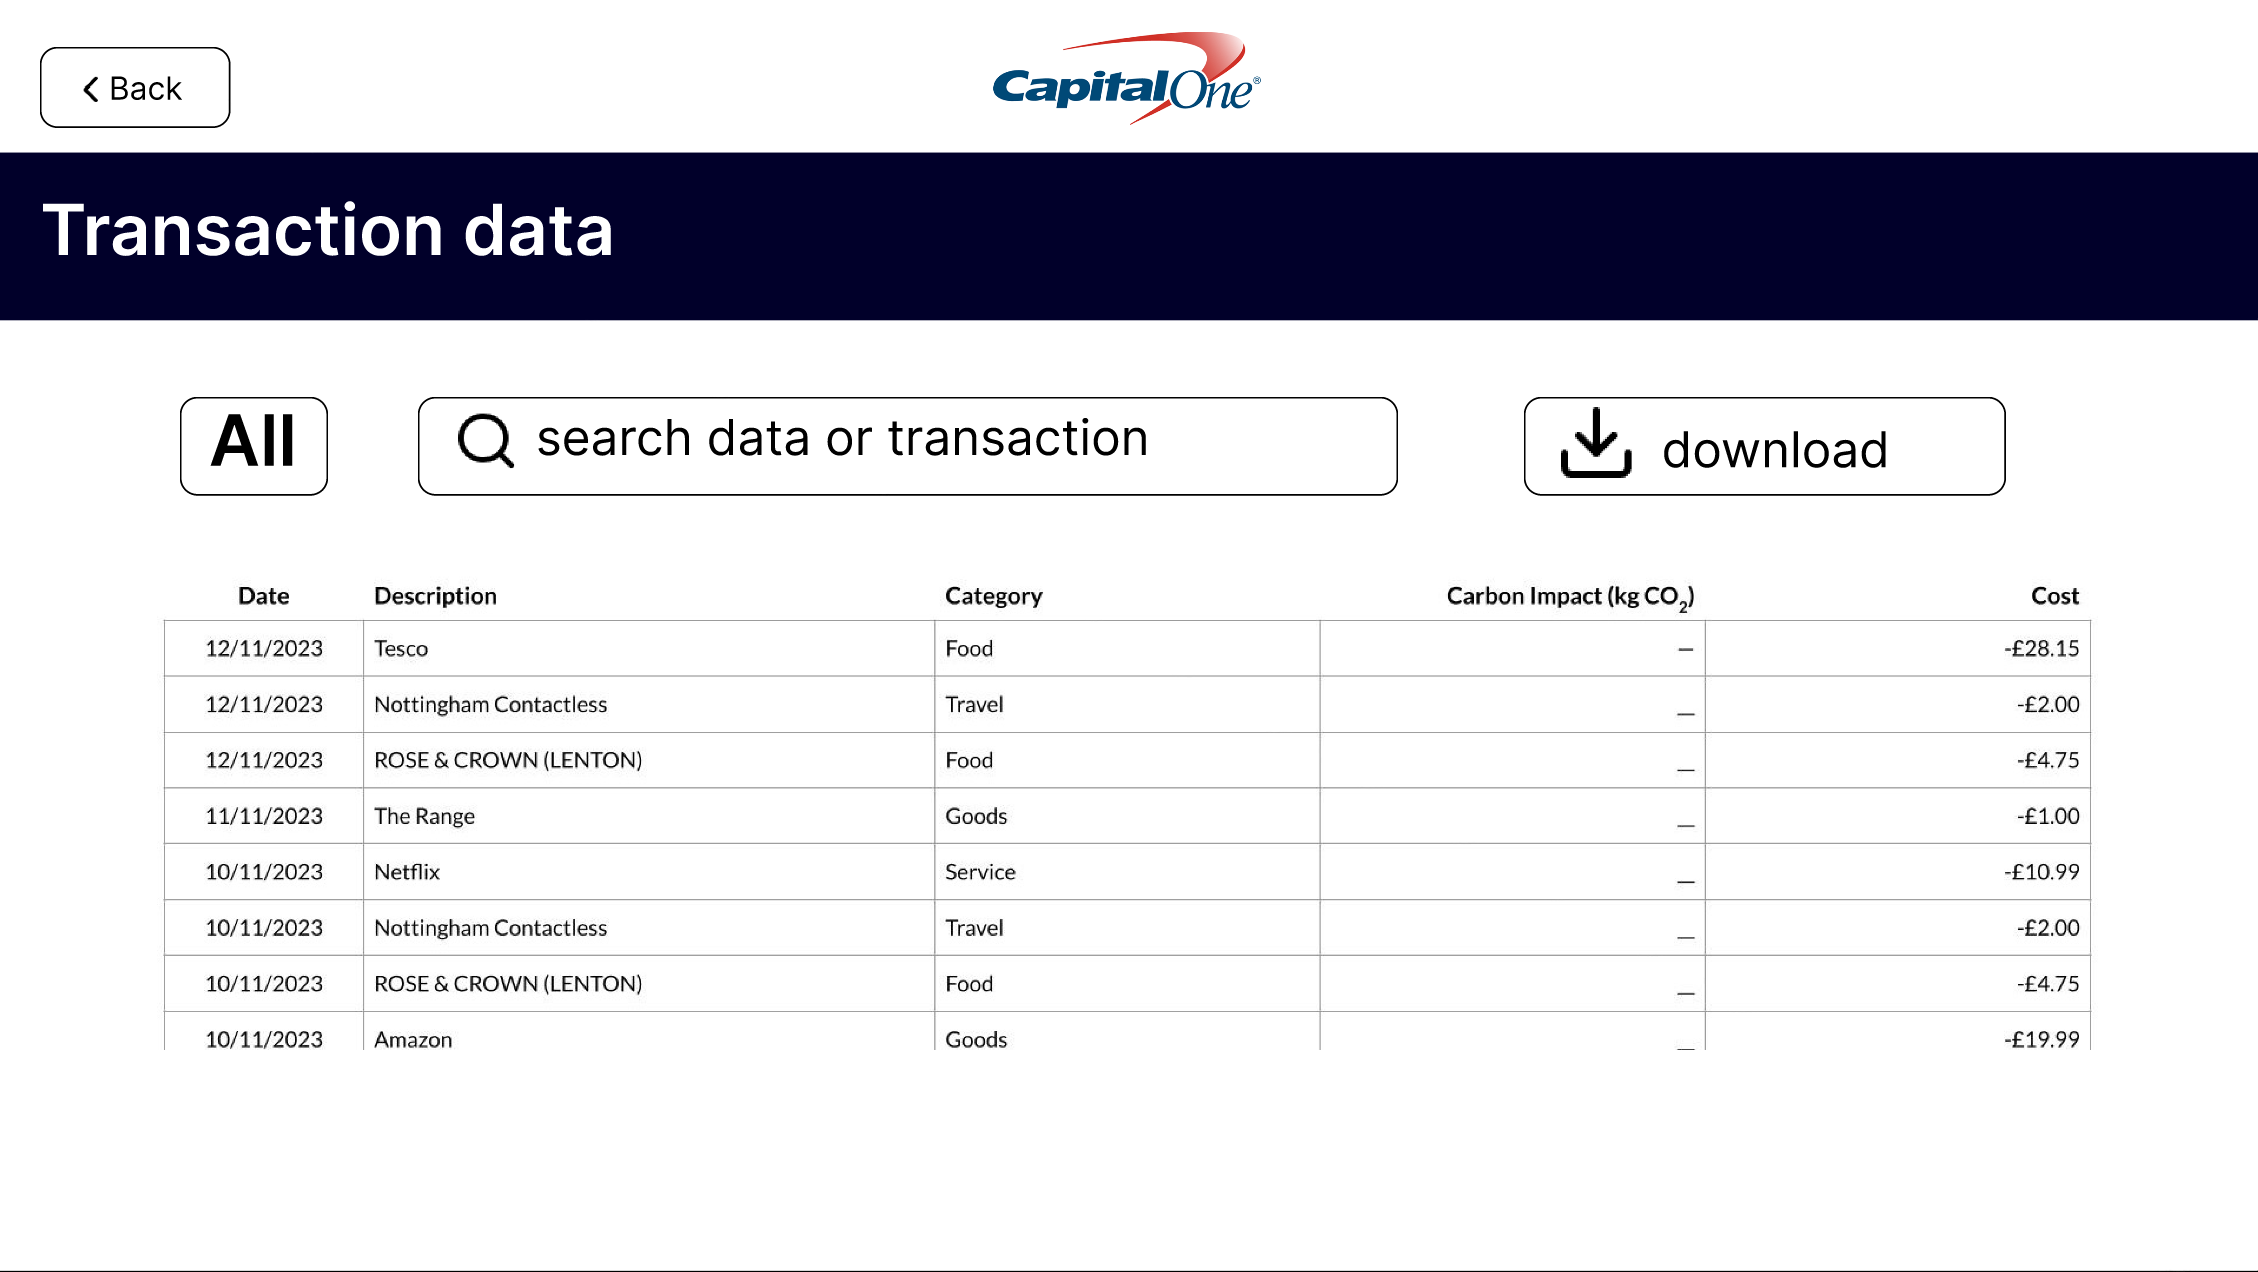 Back
CapitalOne®
Transaction data
All
search data or transaction
download
Date Description Category Carbon Impact (kg CO₂) Cost
12/11/2023 Tesco Food — -£28.15
12/11/2023 Nottingham Contactless Travel _ -£2.00
12/11/2023 ROSE & CROWN (LENTON) Food _ -£4.75
11/11/2023 The Range Goods _ -£1.00
10/11/2023 Netflix Service _ -£10.99
10/11/2023 Nottingham Contactless Travel _ -£2.00
10/11/2023 ROSE & CROWN (LENTON) Food _ -£4.75
10/11/2023 Amazon Goods _ -£19.99